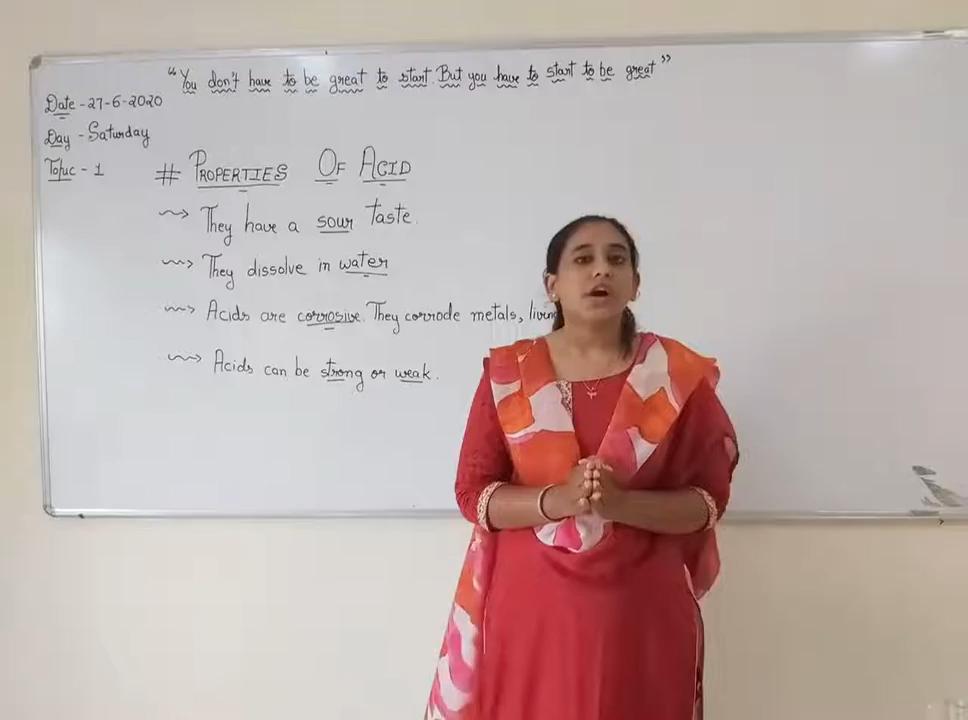 "You don't have to be great to start. But you have to start to be great"
Date - 27-6-2020
Day - Saturday
Topic - 1
# PROPERTIES OF ACID
They have a sour taste.
They dissolve in water
Acids are corrosive. They corrode metals, living
Acids can be strong or weak.